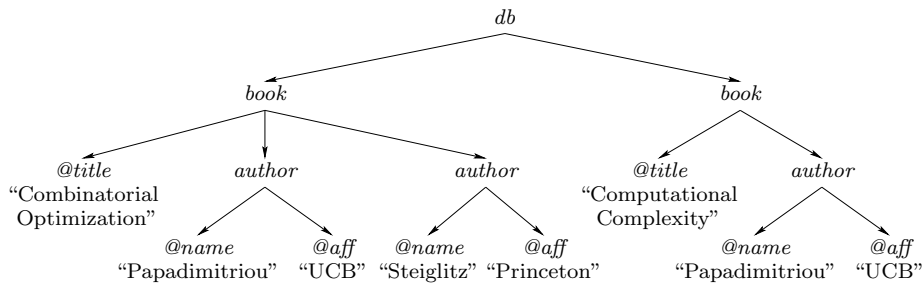 db
book book
@title author author @title author
“Combinatorial “Computational
Optimization” Complexity”
@name @aff @name @aff @name @aff
“Papadimitriou” “UCB” “Steiglitz” “Princeton” “Papadimitriou” “UCB”